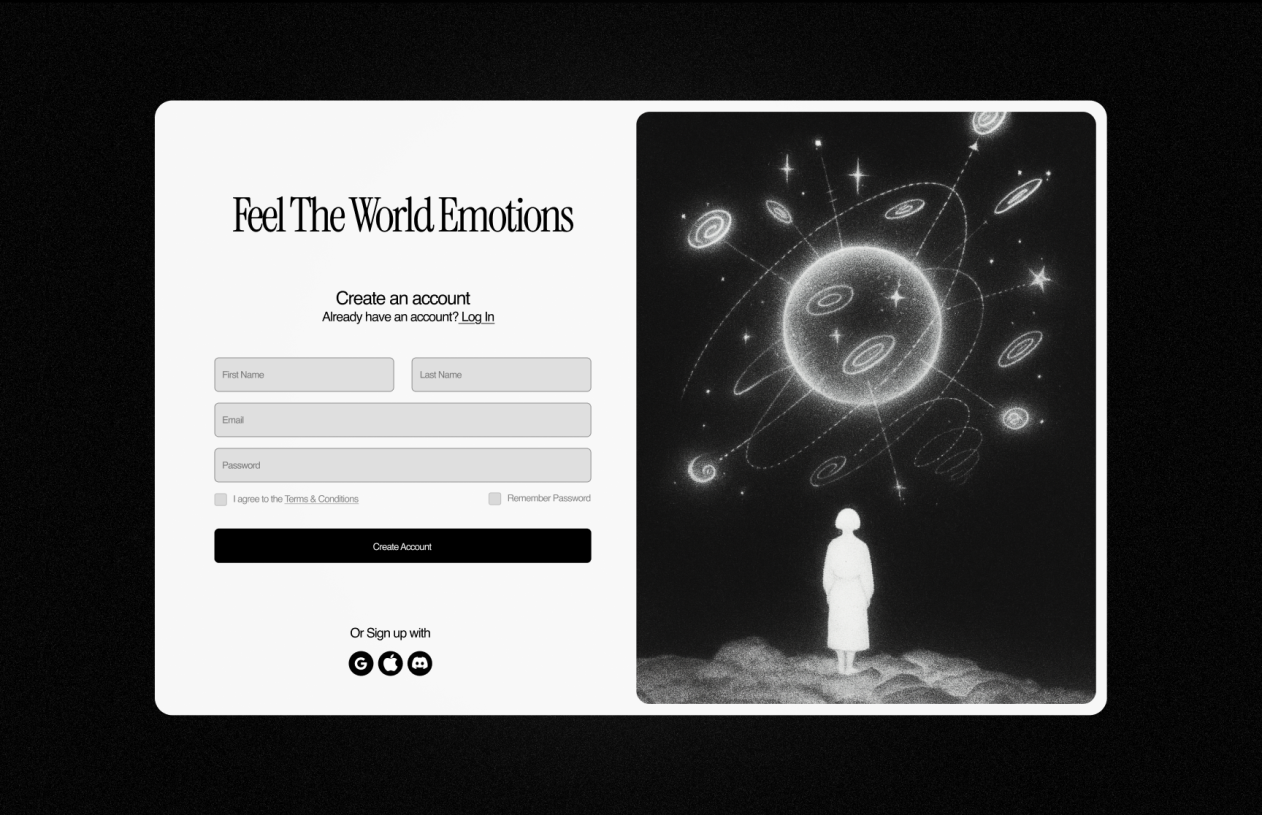 Feel The World Emotions
Create an account
Already have an account? Log In
First Name
Last Name
Email
Password
I agree to the Terms & Conditions
Remember Password
Create Account
Or Sign up with